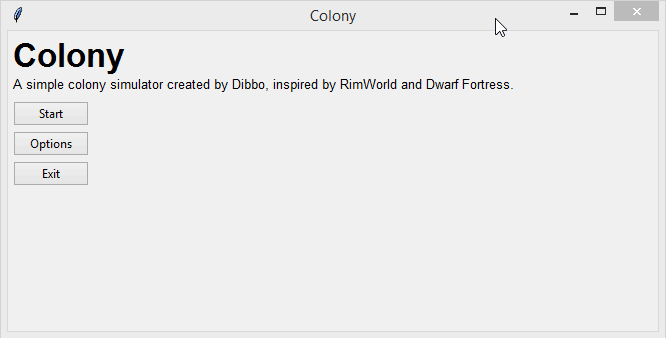 Colony
Colony
A simple colony simulator created by Dibbo, inspired by RimWorld and Dwarf Fortress.
Start
Options
Exit